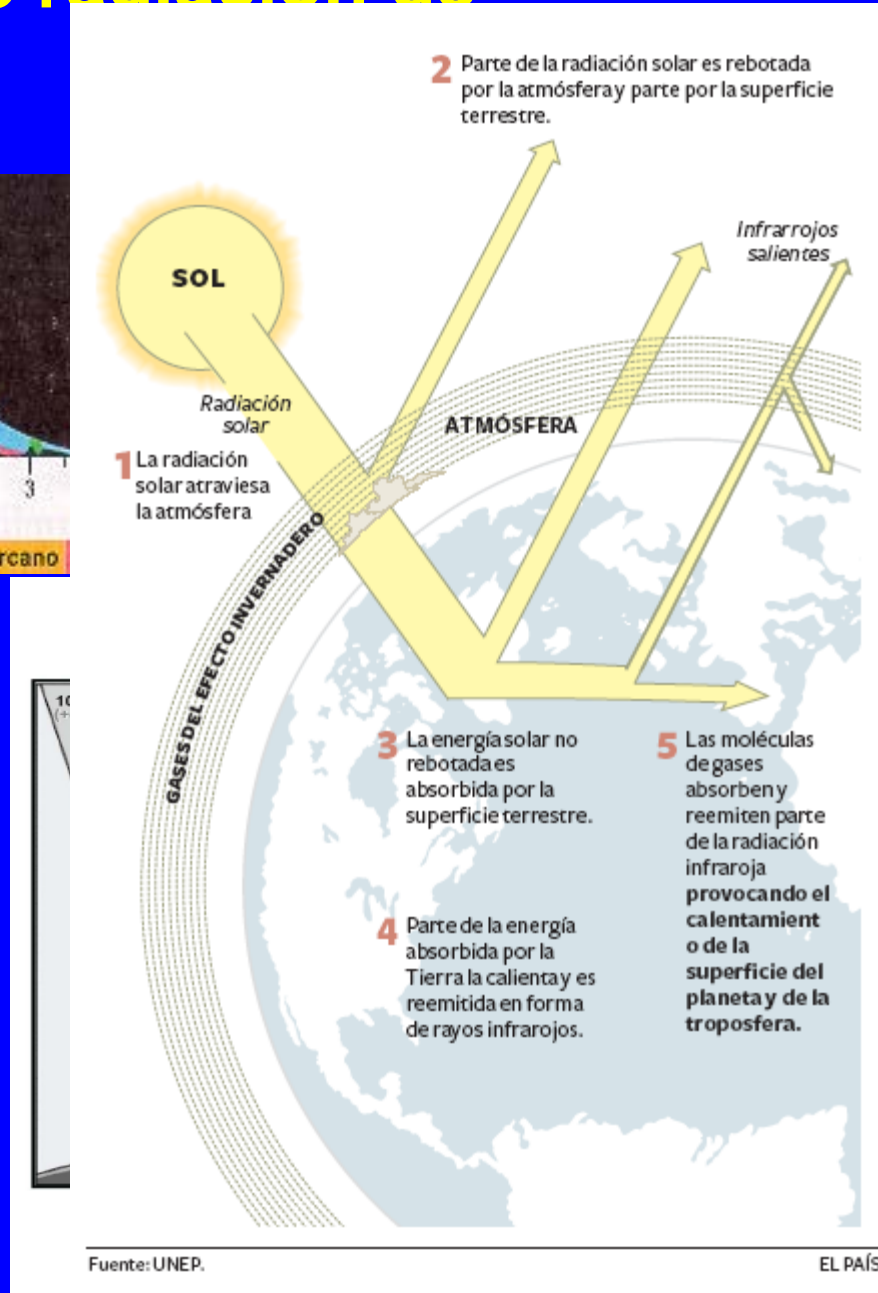 radiación de
2 Parte de la radiación solar es rebotada
por la atmósfera y parte por la superficie
terrestre.
Infrarrojos
salientes
SOL
Radiación
solar
ATMÓSFERA
1 La radiación
solar atraviesa
la atmósfera
3
rcano
GASES DEL EFECTO INVERNADERO
10
(+
3 La energía solar no
rebotada es
absorbida por la
superficie terrestre.
4 Parte de la energía
absorbida por la
Tierra la calienta y es
reemitida en forma
de rayos infrarojos.
5 Las moléculas
de gases
absorben y
reemiten parte
de la radiación
infraroja
provocando el
calentamient
o de la
superficie del
planeta y de la
troposfera.
Fuente: UNEP.
EL PAÍS